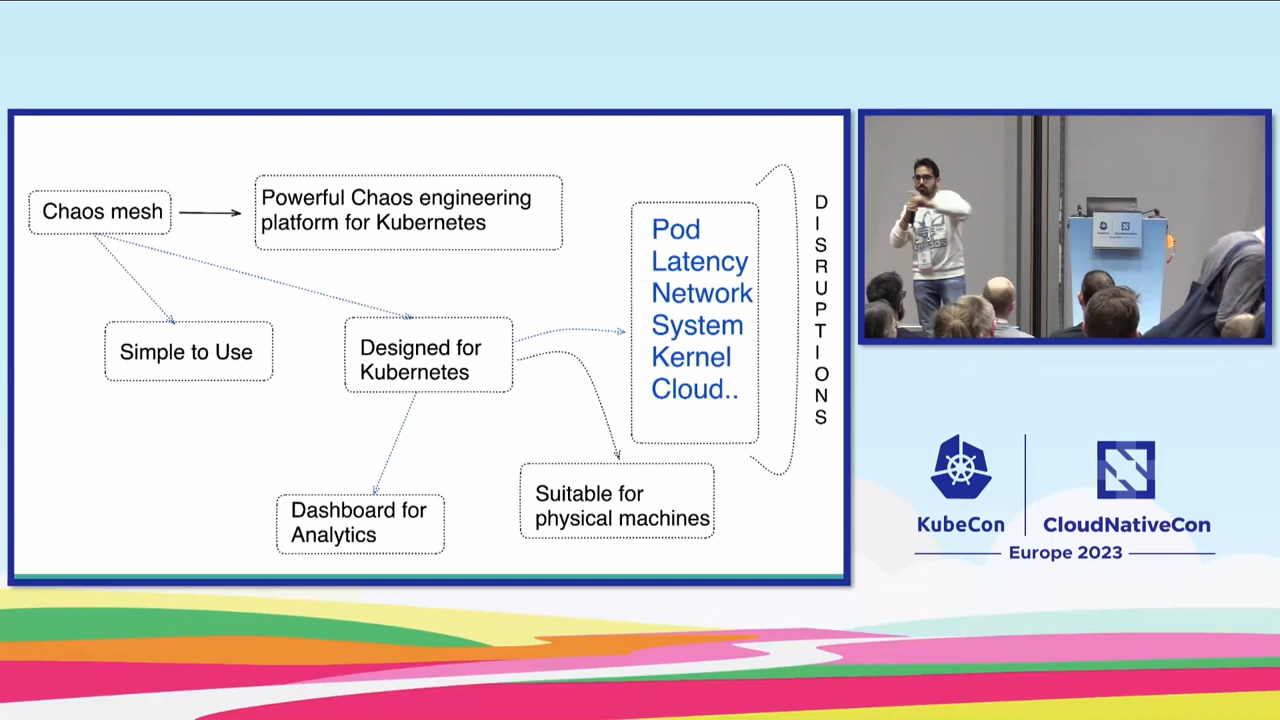 Chaos mesh
Powerful Chaos engineering
platform for Kubernetes
Simple to Use
Designed for
Kubernetes
Dashboard for
Analytics
Suitable for
physical machines
Pod
Latency
Network
System
Kernel
Cloud..
DISRUPTIONS
KubeCon
CloudNativeCon
Europe 2023